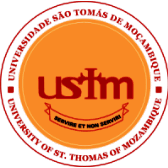 UNIVERSIDADE SÃO TOMÁS DE MOÇAMBIQUE
ustm
SERVIRE ET NON SERVIRI
UNIVERSITY OF ST. THOMAS OF MOZAMBIQUE